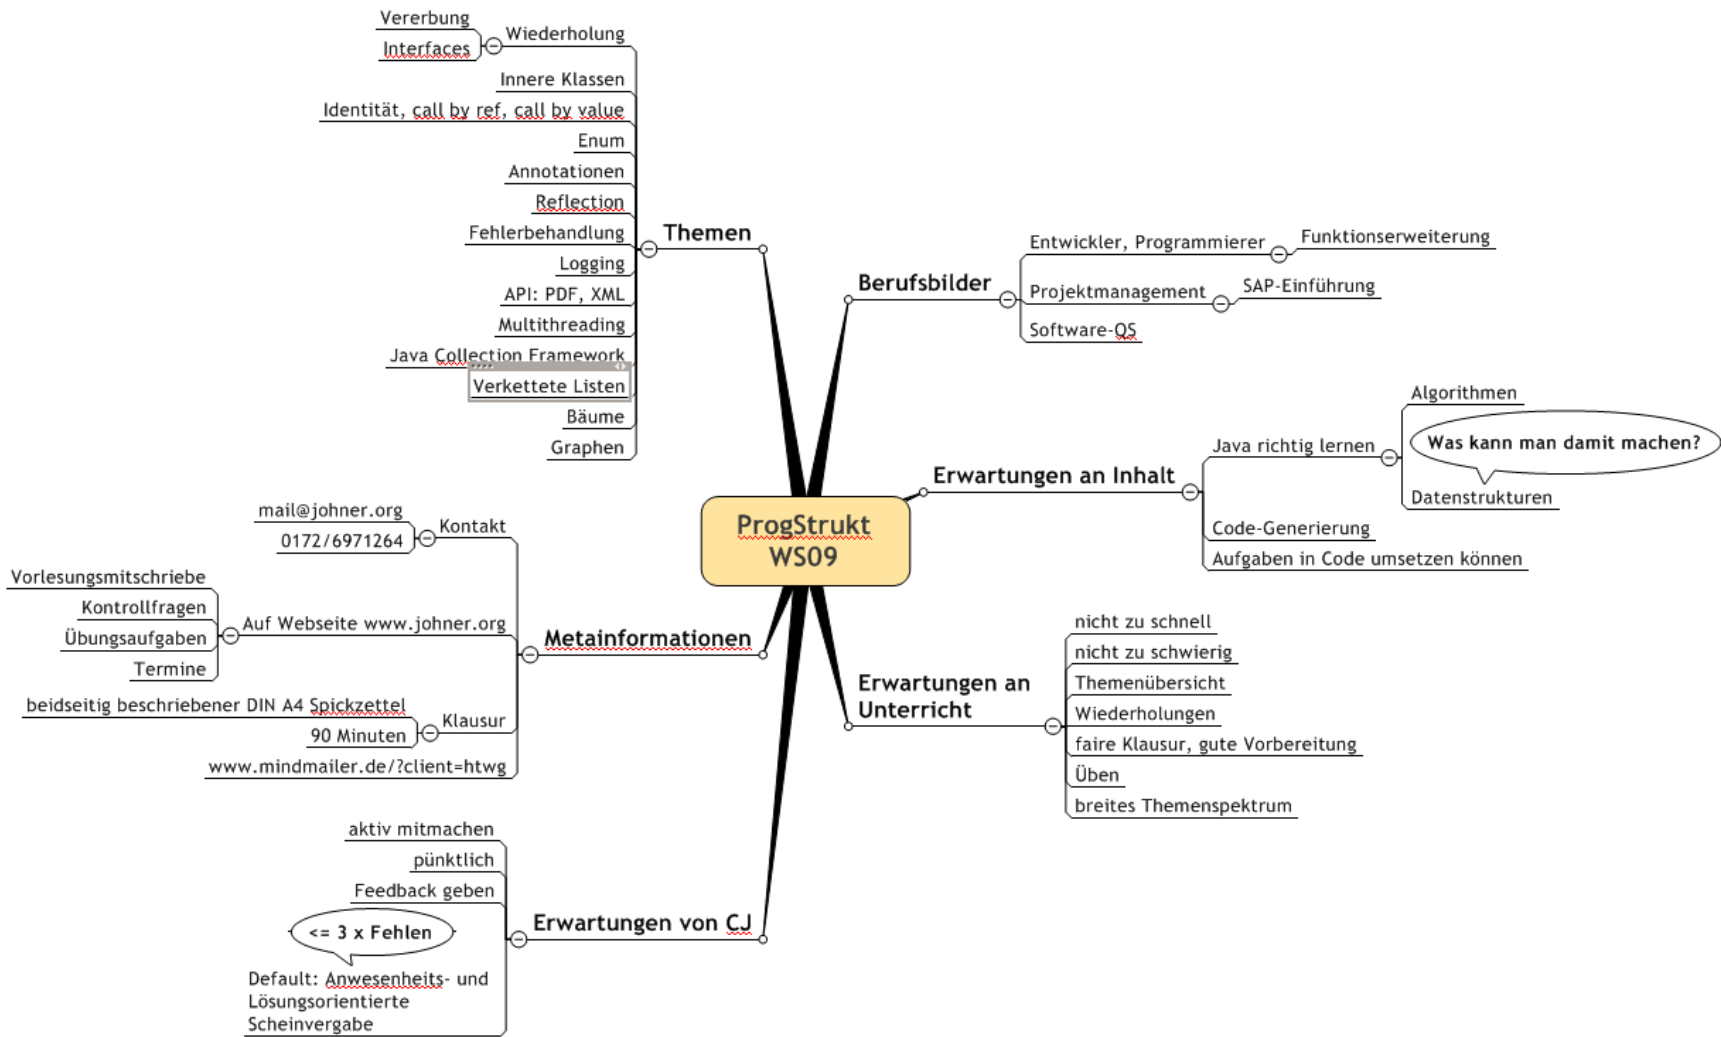 ProgStrukt
WS09
Themen
Wiederholung
Vererbung
Interfaces
Innere Klassen
Identität, call by ref, call by value
Enum
Annotationen
Reflection
Fehlerbehandlung
Logging
API: PDF, XML
Multithreading
Java Collection Framework
Verkettete Listen
Bäume
Graphen
Metainformationen
Kontakt
mail@johner.org
0172/6971264
Auf Webseite www.johner.org
Vorlesungsmitschriebe
Kontrollfragen
Übungsaufgaben
Termine
Klausur
beidseitig beschriebener DIN A4 Spickzettel
90 Minuten
www.mindmailer.de/?client=htwg
Erwartungen von CJ
aktiv mitmachen
pünktlich
Feedback geben
<= 3 x Fehlen
Default: Anwesenheits- und
Lösungsorientierte
Scheinvergabe
Berufsbilder
Entwickler, Programmierer
Funktionserweiterung
Projektmanagement
SAP-Einführung
Software-QS
Erwartungen an Inhalt
Java richtig lernen
Algorithmen
Was kann man damit machen?
Datenstrukturen
Code-Generierung
Aufgaben in Code umsetzen können
Erwartungen an
Unterricht
nicht zu schnell
nicht zu schwierig
Themenübersicht
Wiederholungen
faire Klausur, gute Vorbereitung
Üben
breites Themenspektrum